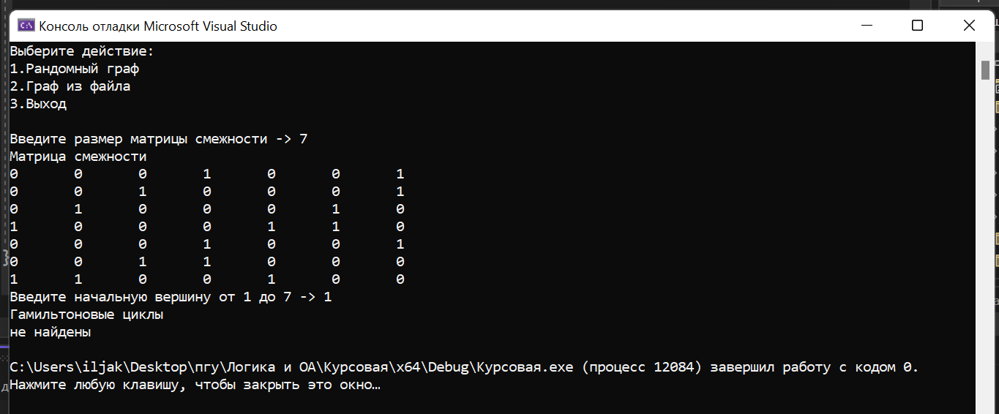 Консоль отладки Microsoft Visual Studio
Выберите действие:
1.Рандомный граф
2.Граф из файла
3.Выход
Введите размер матрицы смежности -> 7
Матрица смежности
0 0 0 1 0 0 1
0 0 1 0 0 0 1
0 1 0 0 0 1 0
1 0 0 0 1 1 0
0 0 0 1 0 0 1
0 0 1 1 0 0 0
1 1 0 0 1 0 0
Введите начальную вершину от 1 до 7 -> 1
Гамильтоновые циклы
не найдены
C:\Users\iljak\Desktop\пгу\Логика и ОА\Курсовая\x64\Debug\Курсовая.exe (процесс 12084) завершил работу с кодом 0.
Нажмите любую клавишу, чтобы закрыть это окно…